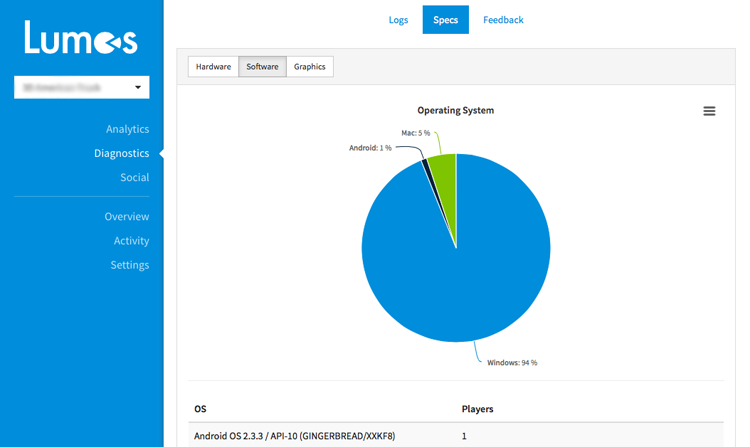 Lumos
Analytics
Diagnostics
Social
Overview
Activity
Settings
Logs Specs Feedback
Hardware Software Graphics
Operating System
Mac: 5 %
Android: 1 %
Windows: 94 %
OS Players
Android OS 2.3.3 / API-10 (GINGERBREAD/XXKF8) 1